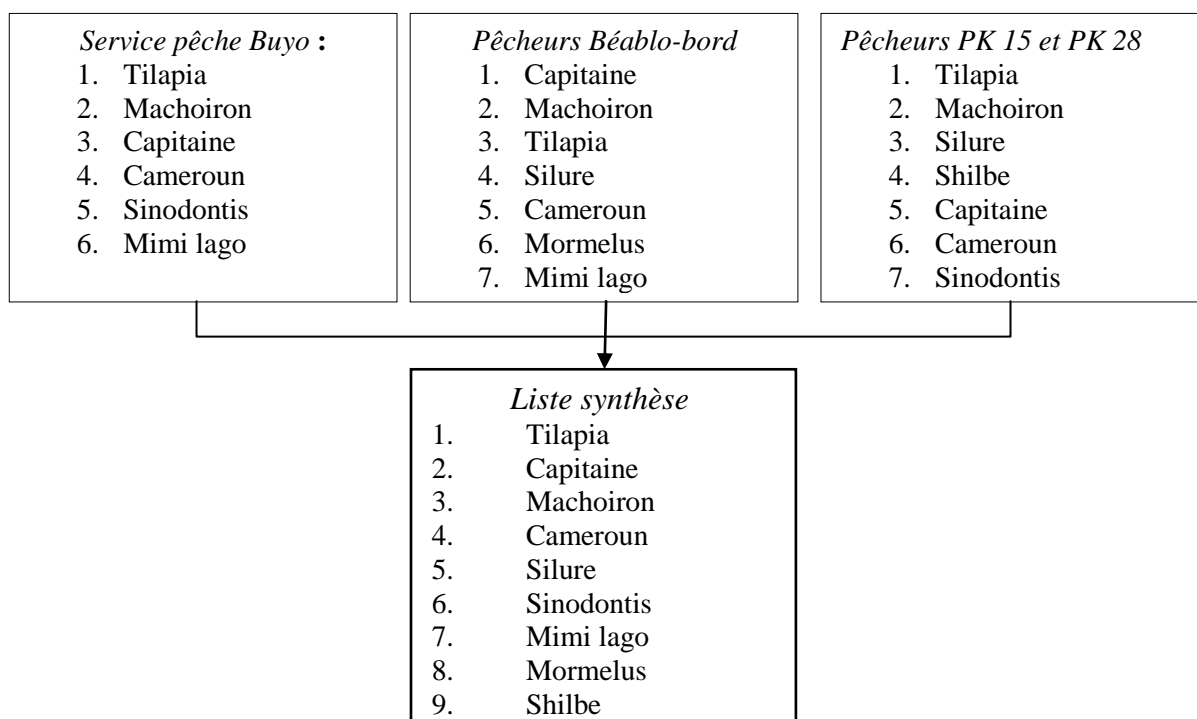 Service pêche Buyo :
1. Tilapia
2. Machoiron
3. Capitaine
4. Cameroun
5. Sinodontis
6. Mimi lago
Pêcheurs Béablo-bord
1. Capitaine
2. Machoiron
3. Tilapia
4. Silure
5. Cameroun
6. Mormelus
7. Mimi lago
Pêcheurs PK 15 et PK 28
1. Tilapia
2. Machoiron
3. Silure
4. Shilbe
5. Capitaine
6. Cameroun
7. Sinodontis
Liste synthèse
1. Tilapia
2. Capitaine
3. Machoiron
4. Cameroun
5. Silure
6. Sinodontis
7. Mimi lago
8. Mormelus
9. Shilbe